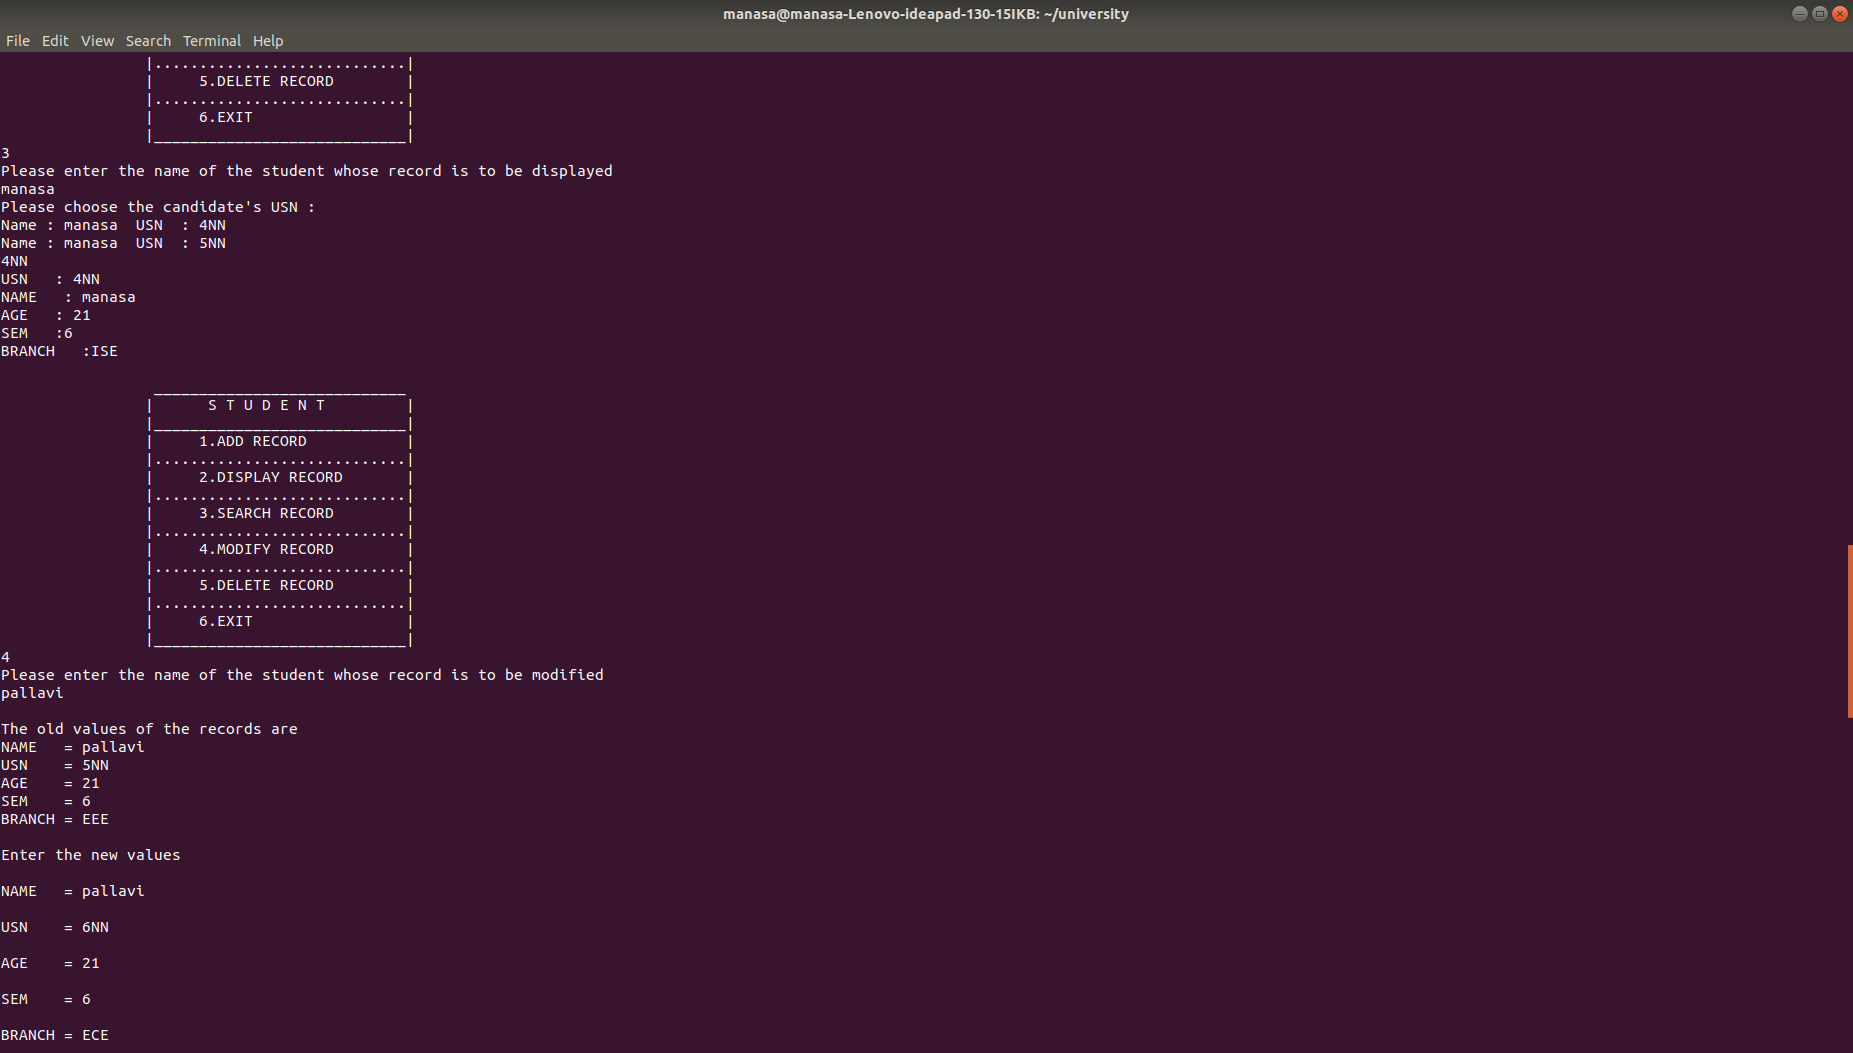 manasa@manasa-Lenovo-ideapad-130-15IKB: ~/university
File Edit View Search Terminal Help
|............................|
| 5.DELETE RECORD |
|............................|
| 6.EXIT |
|____________________________|
3
Please enter the name of the student whose record is to be displayed
manasa
Please choose the candidate's USN :
Name : manasa  USN  : 4NN
Name : manasa  USN  : 5NN
4NN
USN   : 4NN
NAME   : manasa
AGE   : 21
SEM   :6
BRANCH   :ISE
____________________________
| S T U D E N T |
|____________________________|
| 1.ADD RECORD |
|............................|
| 2.DISPLAY RECORD |
|............................|
| 3.SEARCH RECORD |
|............................|
| 4.MODIFY RECORD |
|............................|
| 5.DELETE RECORD |
|............................|
| 6.EXIT |
|____________________________|
4
Please enter the name of the student whose record is to be modified
pallavi
The old values of the records are
NAME   = pallavi
USN    = 5NN
AGE    = 21
SEM    = 6
BRANCH = EEE
Enter the new values
NAME   = pallavi
USN    = 6NN
AGE    = 21
SEM    = 6
BRANCH = ECE